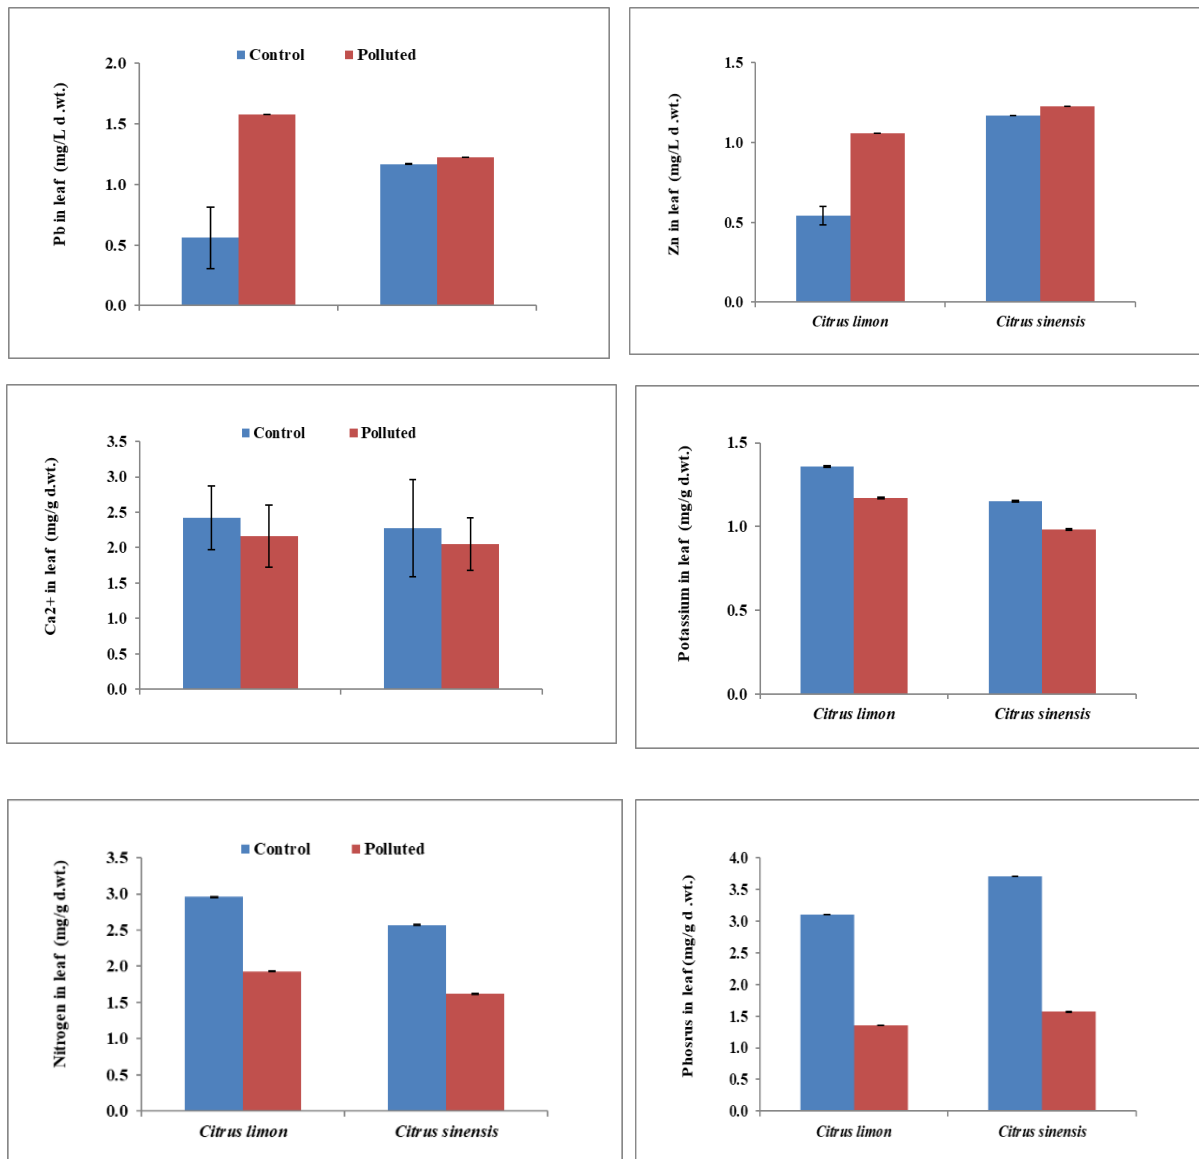 Control Polluted
Pb in leaf (mg/L d .wt.)
2.0
1.5
1.0
0.5
0.0
Zn in leaf (mg/L d .wt.)
1.5
1.0
0.5
0.0
Citrus limon Citrus sinensis
Control Polluted
Ca2+ in leaf (mg/g d.wt.)
3.5
3.0
2.5
2.0
1.5
1.0
0.5
0.0
Potassium in leaf (mg/g d.wt.)
1.5
1.0
0.5
0.0
Citrus limon Citrus sinensis
Control Polluted
Nitrogen in leaf (mg/g d.wt.)
3.5
3.0
2.5
2.0
1.5
1.0
0.5
0.0
Citrus limon Citrus sinensis
Phosrus in leaf (mg/g d .wt.)
4.0
3.5
3.0
2.5
2.0
1.5
1.0
0.5
0.0
Citrus limon Citrus sinensis